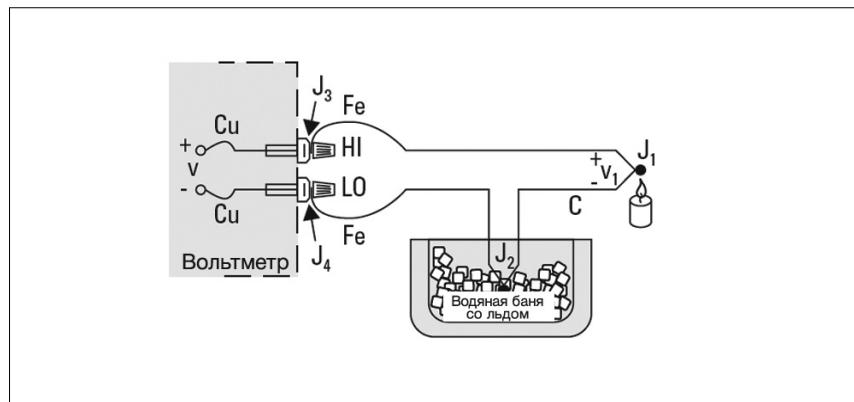 J3
Fe
Cu
+
HI
J1
V
+
V1
-
-
LO
C
Cu
Fe
J2
Вольтметр
J4
Водяная баня
со льдом